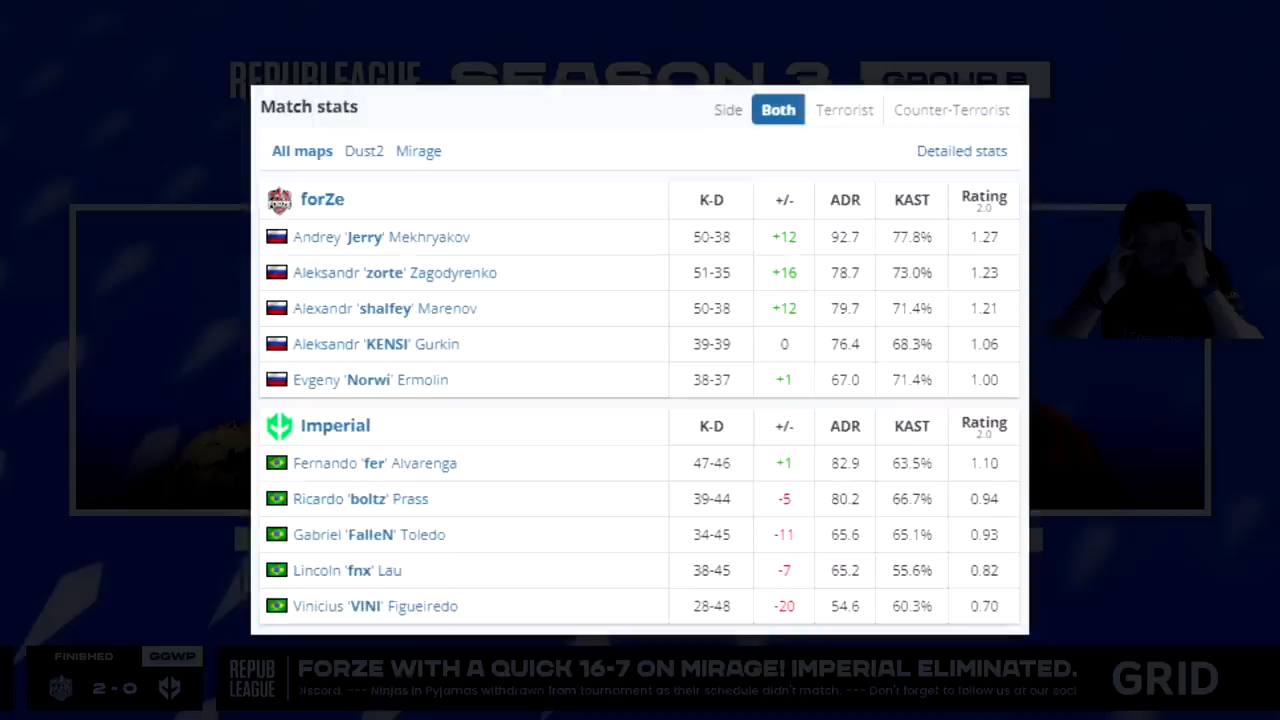 REPUBLEAGUE SEASON 3 GROUP B
Match stats
Side Both Terrorist Counter-Terrorist
All maps Dust2 Mirage Detailed stats
forZe K-D +/- ADR KAST Rating 2.0
Andrey 'Jerry' Mekhryakov 50-38 +12 92.7 77.8% 1.27
Aleksandr 'zorte' Zagodyrenko 51-35 +16 78.7 73.0% 1.23
Alexandr 'shalfey' Marenov 50-38 +12 79.7 71.4% 1.21
Aleksandr 'KENSI' Gurkin 39-39 0 76.4 68.3% 1.06
Evgeny 'Norwi' Ermolin 38-37 +1 67.0 71.4% 1.00
Imperial K-D +/- ADR KAST Rating 2.0
Fernando 'fer' Alvarenga 47-46 +1 82.9 63.5% 1.10
Ricardo 'boltz' Prass 39-44 -5 80.2 66.7% 0.94
Gabriel 'FalleN' Toledo 34-45 -11 65.6 65.1% 0.93
Lincoln 'fnx' Lau 38-45 -7 65.2 55.6% 0.82
Vinicius 'VINI' Figueiredo 28-48 -20 54.6 60.3% 0.70
FINISHED GGWP
2 - 0
REPUB LEAGUE
FORZE WITH A QUICK 16-7 ON MIRAGE! IMPERIAL ELIMINATED.
Discord. --- Ninjas in Pyjamas withdrawn from tournament as their schedule didn't match. --- Don't forget to follow us at our soci
GRID